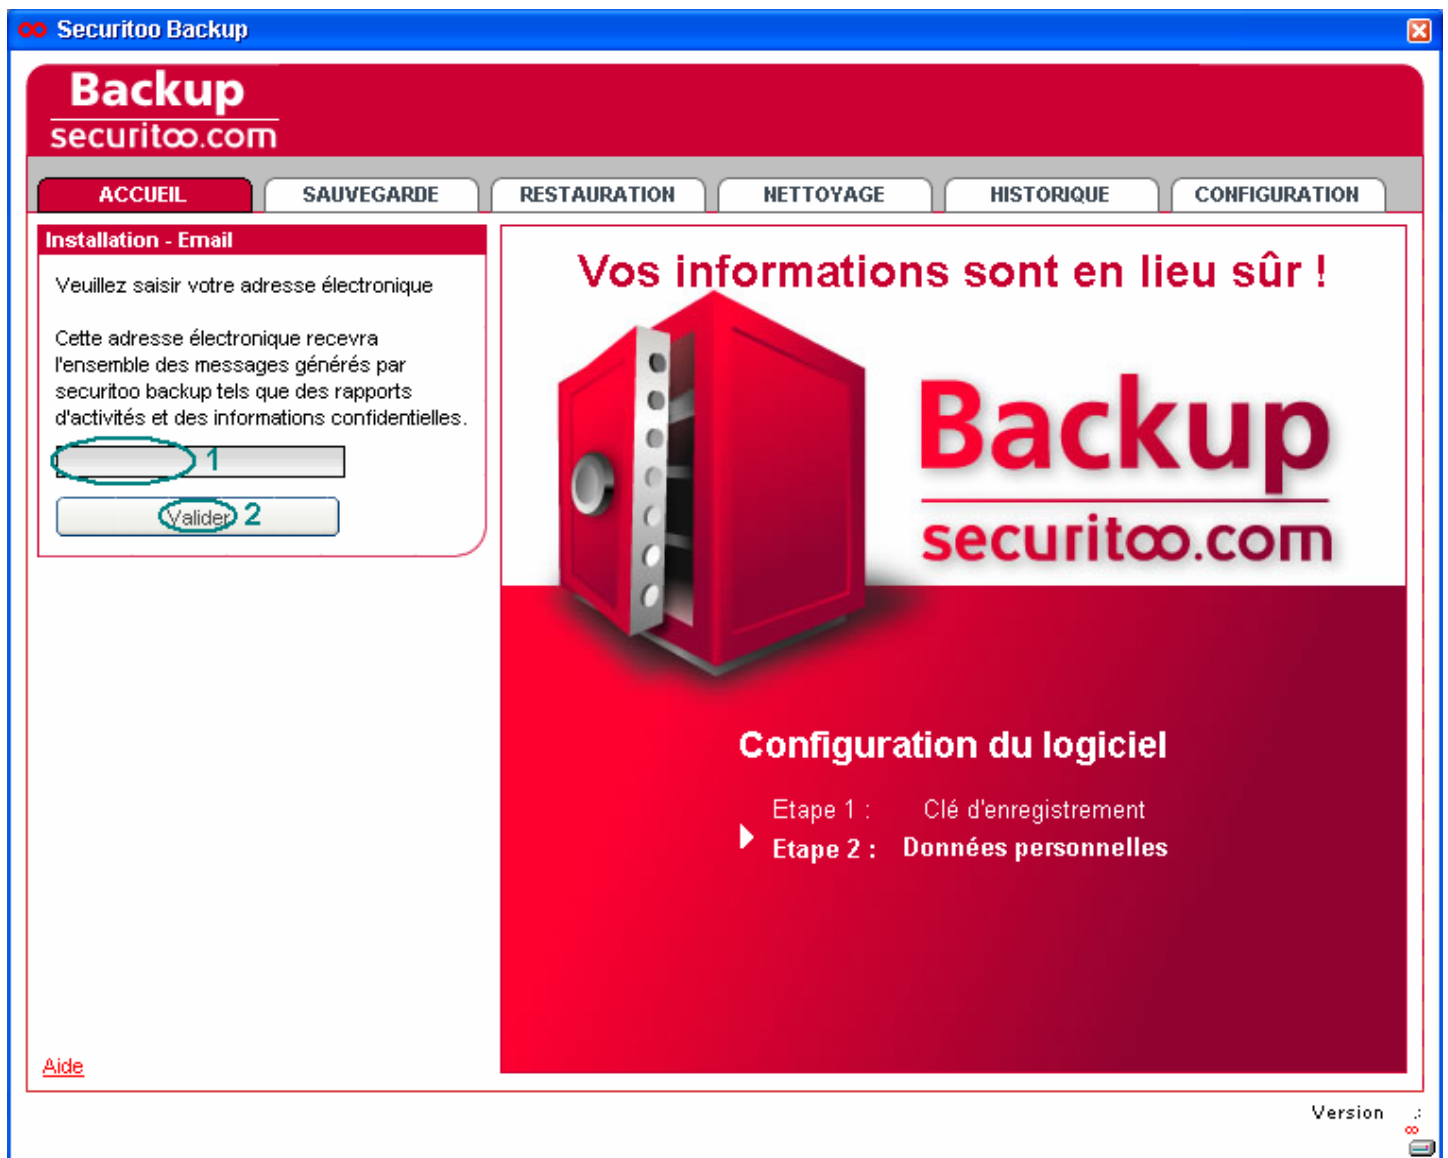 Securitoo Backup
Backup
securitoo.com
ACCUEIL
SAUVEGARDE
RESTAURATION
NETTOYAGE
HISTORIQUE
CONFIGURATION
Installation - Email
Veuillez saisir votre adresse électronique
Cette adresse électronique recevra
l'ensemble des messages générés par
securitoo backup tels que des rapports
d'activités et des informations confidentielles.
1
Valider 2
Aide
Vos informations sont en lieu sûr !
Backup
securitoo.com
Configuration du logiciel
Etape 1 : Clé d'enregistrement
Etape 2 : Données personnelles
Version .: